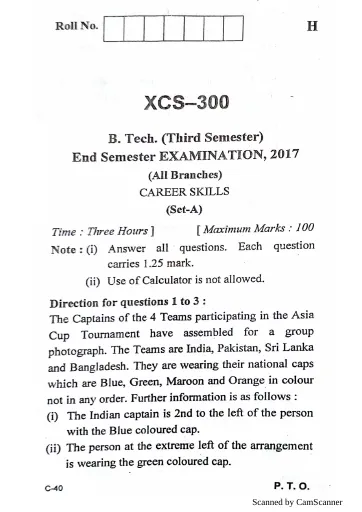 Roll No.
H
XCS–300
B. Tech. (Third Semester)
End Semester EXAMINATION, 2017
(All Branches)
CAREER SKILLS
(Set-A)
Time : Three Hours ] [ Maximum Marks : 100
Note : (i) Answer all questions. Each question
carries 1.25 mark.
(ii) Use of Calculator is not allowed.
Direction for questions 1 to 3 :
The Captains of the 4 Teams participating in the Asia
Cup Tournament have assembled for a group
photograph. The Teams are India, Pakistan, Sri Lanka
and Bangladesh. They are wearing their national caps
which are Blue, Green, Maroon and Orange in colour
not in any order. Further information is as follows :
(i) The Indian captain is 2nd to the left of the person
with the Blue coloured cap.
(ii) The person at the extreme left of the arrangement
is wearing the green coloured cap.
C-40 P. T. O.
Scanned by CamScanner